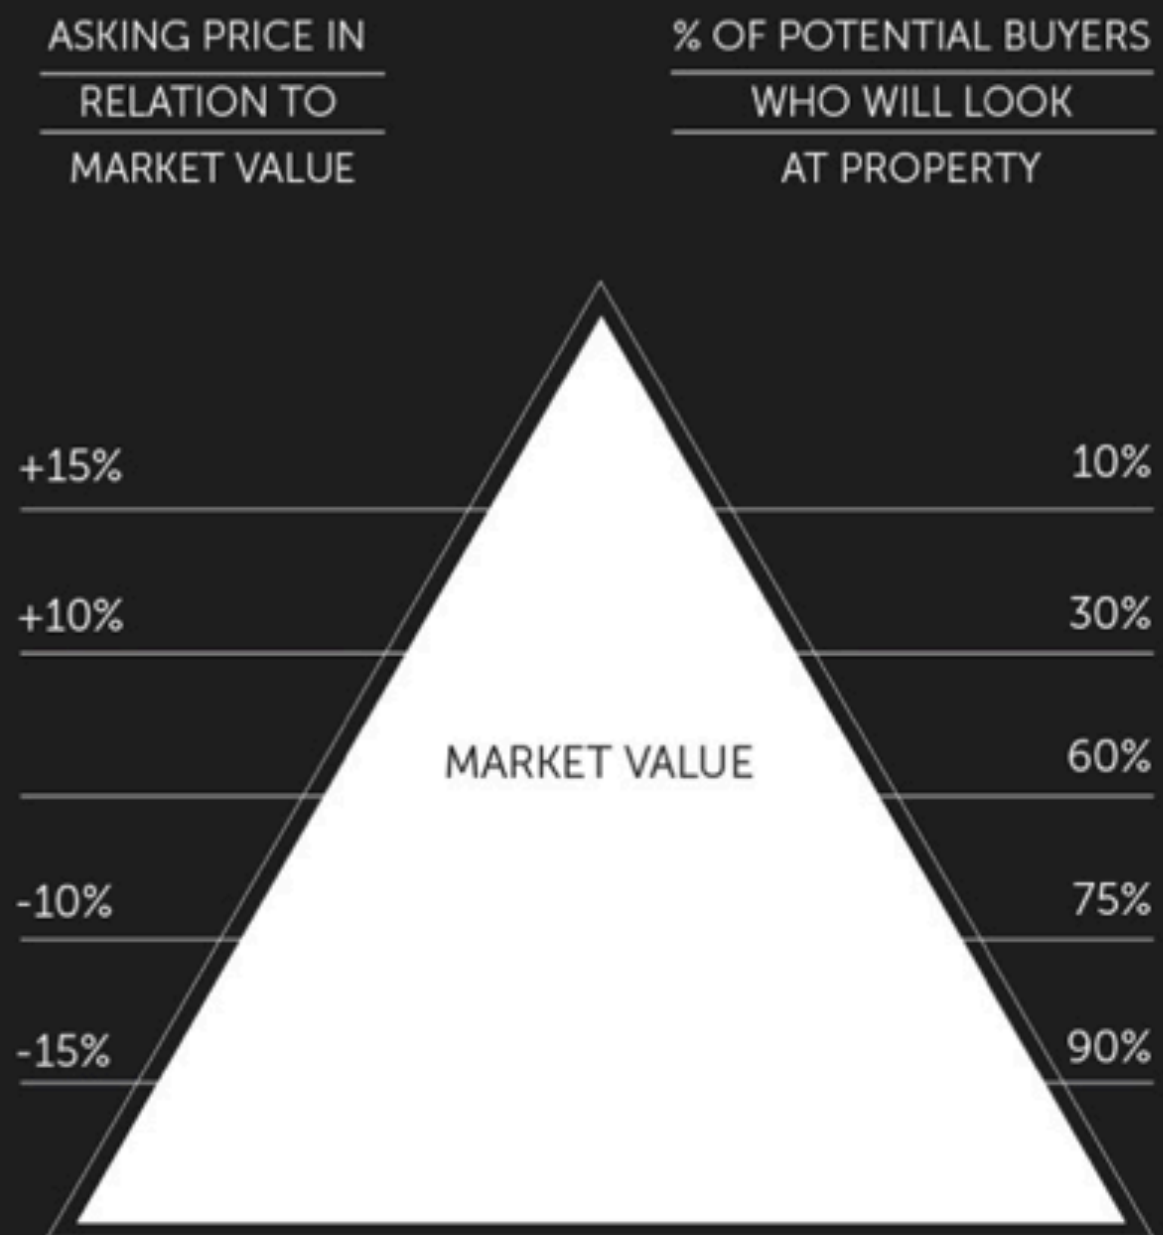 ASKING PRICE IN
RELATION TO
MARKET VALUE
% OF POTENTIAL BUYERS
WHO WILL LOOK
AT PROPERTY
+15%
10%
+10%
30%
MARKET VALUE
60%
-10%
75%
-15%
90%